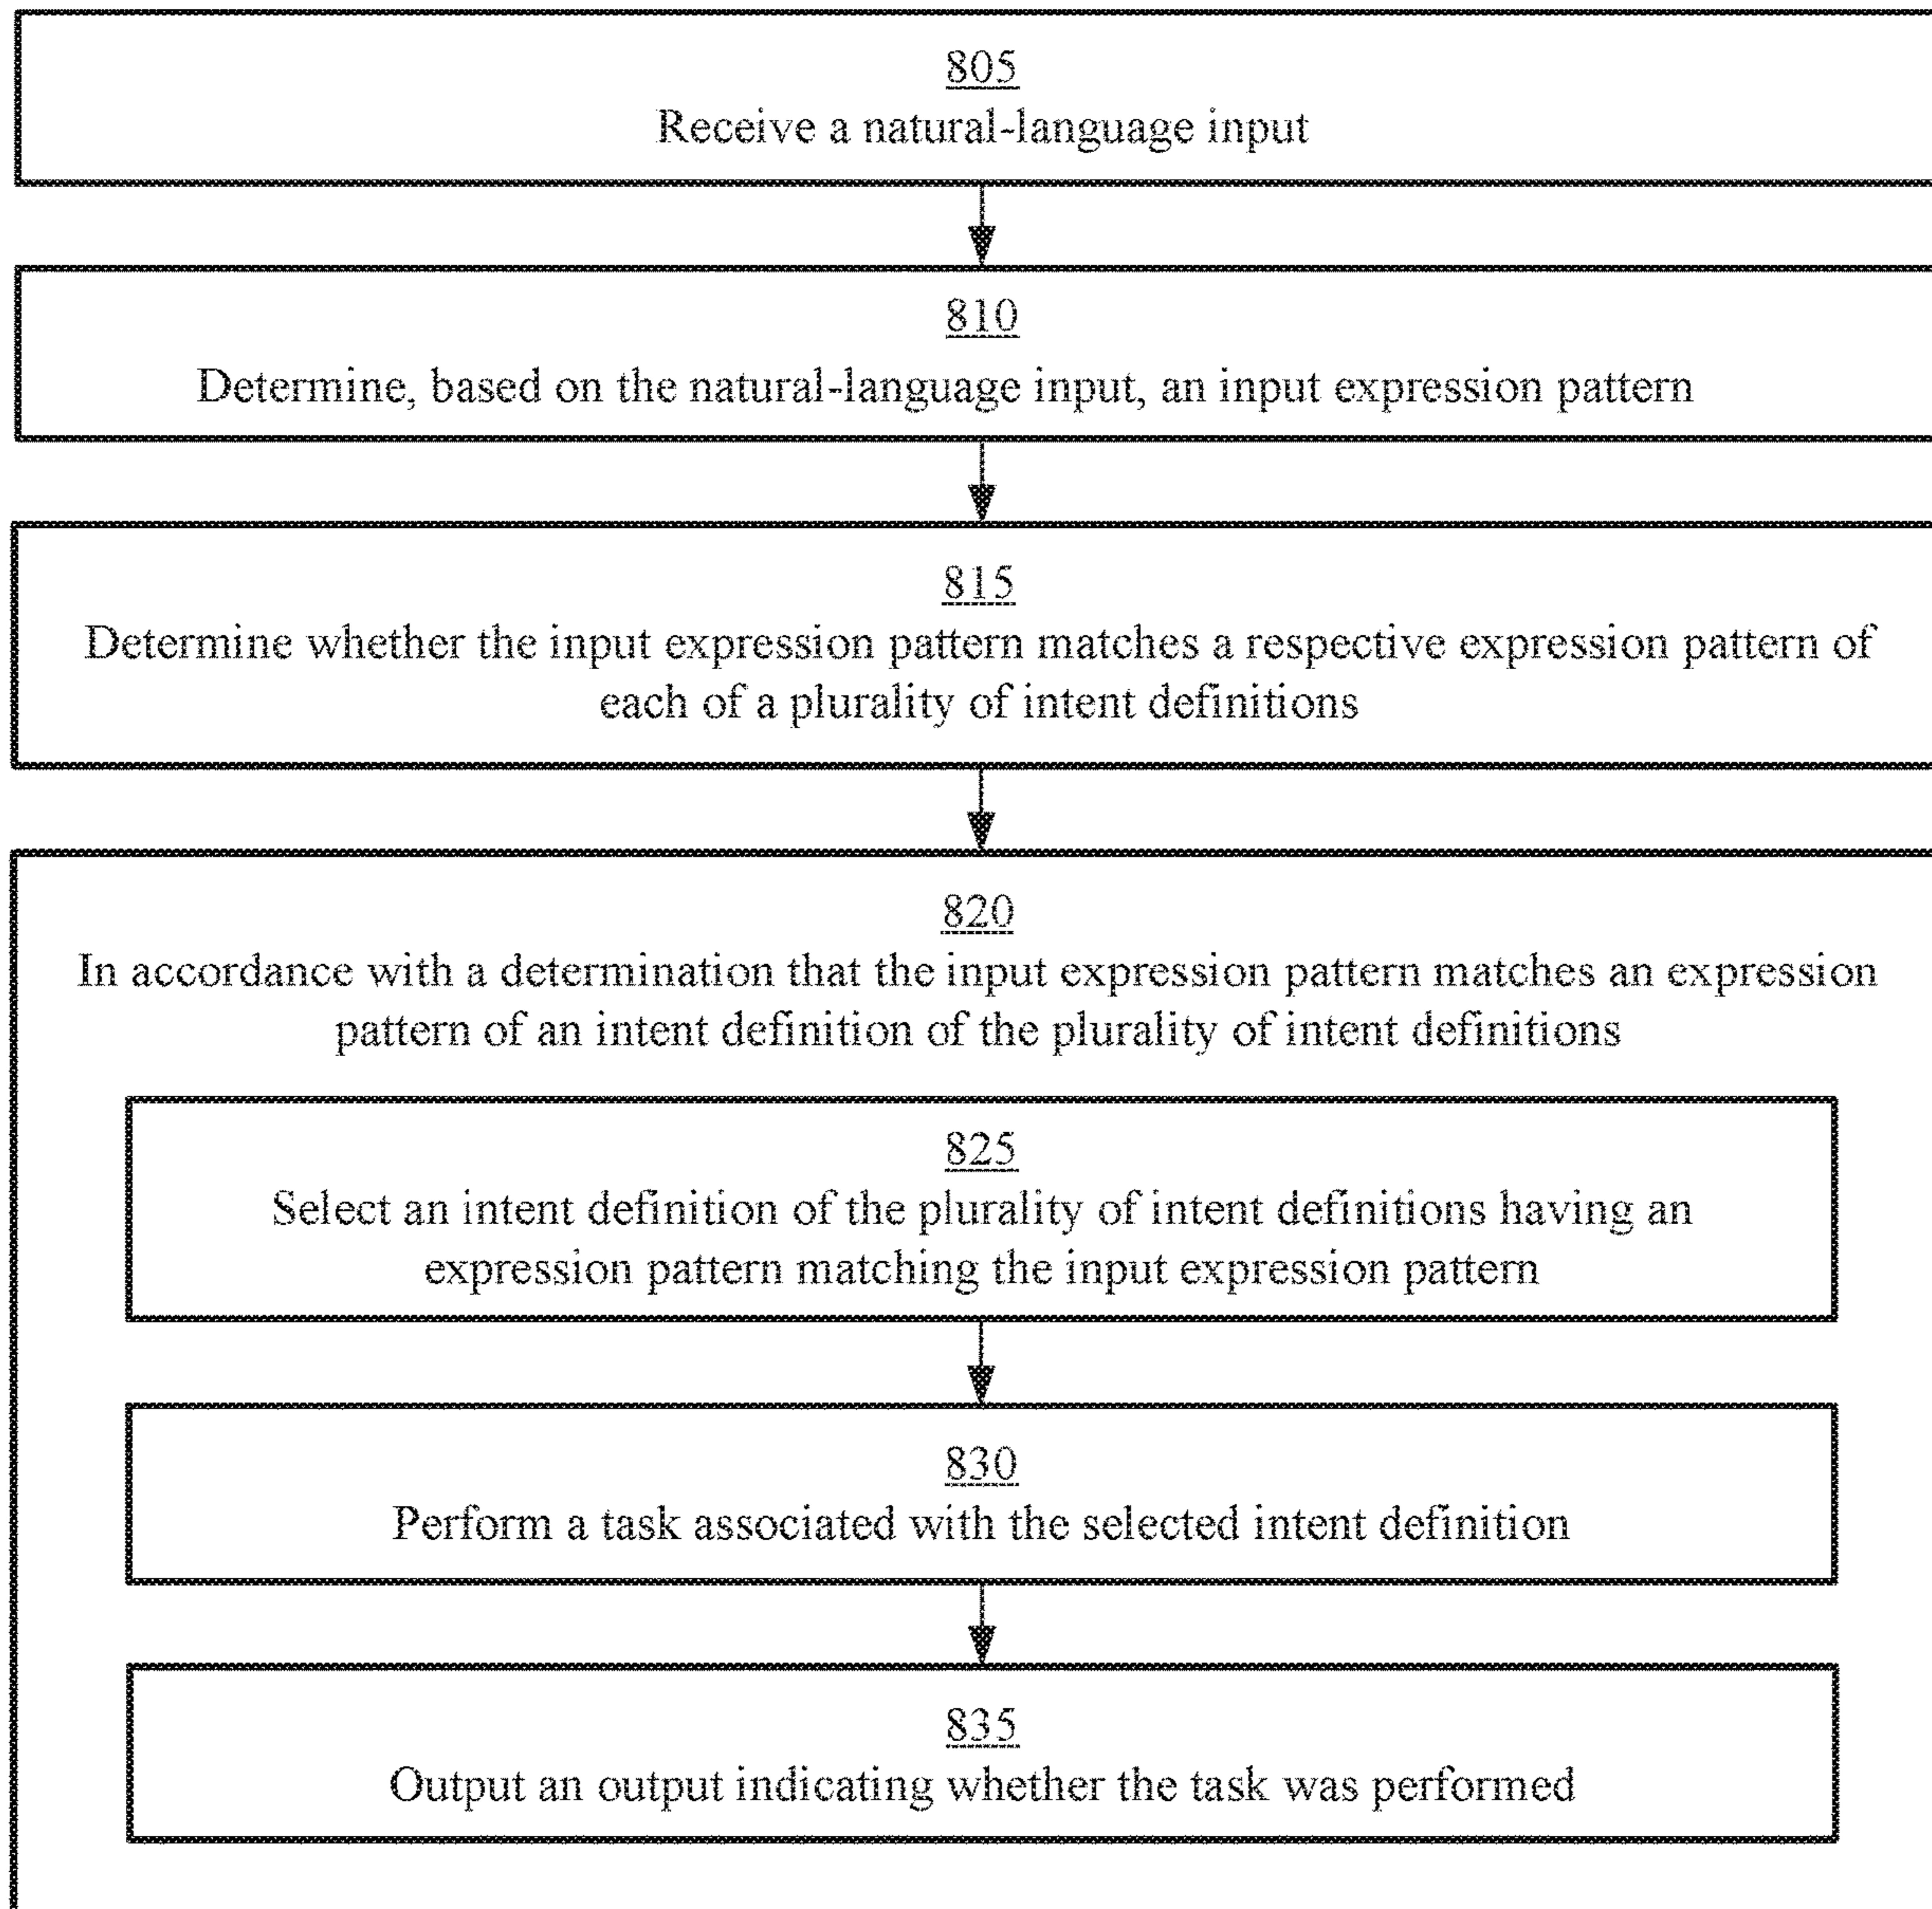 805
Receive a natural-language input
810
Determine, based on the natural-language input, an input expression pattern
815
Determine whether the input expression pattern matches a respective expression pattern of
each of a plurality of intent definitions
820
In accordance with a determination that the input expression pattern matches an expression
pattern of an intent definition of the plurality of intent definitions
825
Select an intent definition of the plurality of intent definitions having an
expression pattern matching the input expression pattern
830
Perform a task associated with the selected intent definition
835
Output an output indicating whether the task was performed